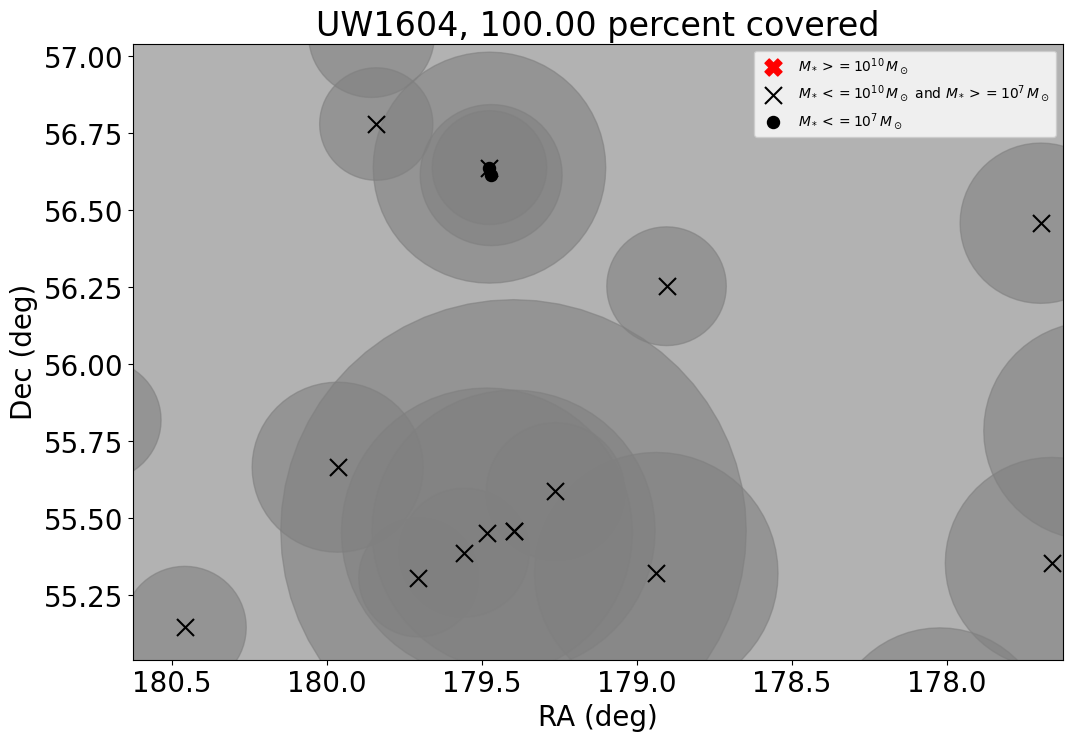 UW1604, 100.00 percent covered
M* >= 10^10 M⊙
M* <= 10^10 M⊙ and M* >= 10^7 M⊙
M* <= 10^7 M⊙
57.00
56.75
56.50
56.25
56.00
55.75
55.50
55.25
Dec (deg)
180.5 180.0 179.5 179.0 178.5 178.0
RA (deg)